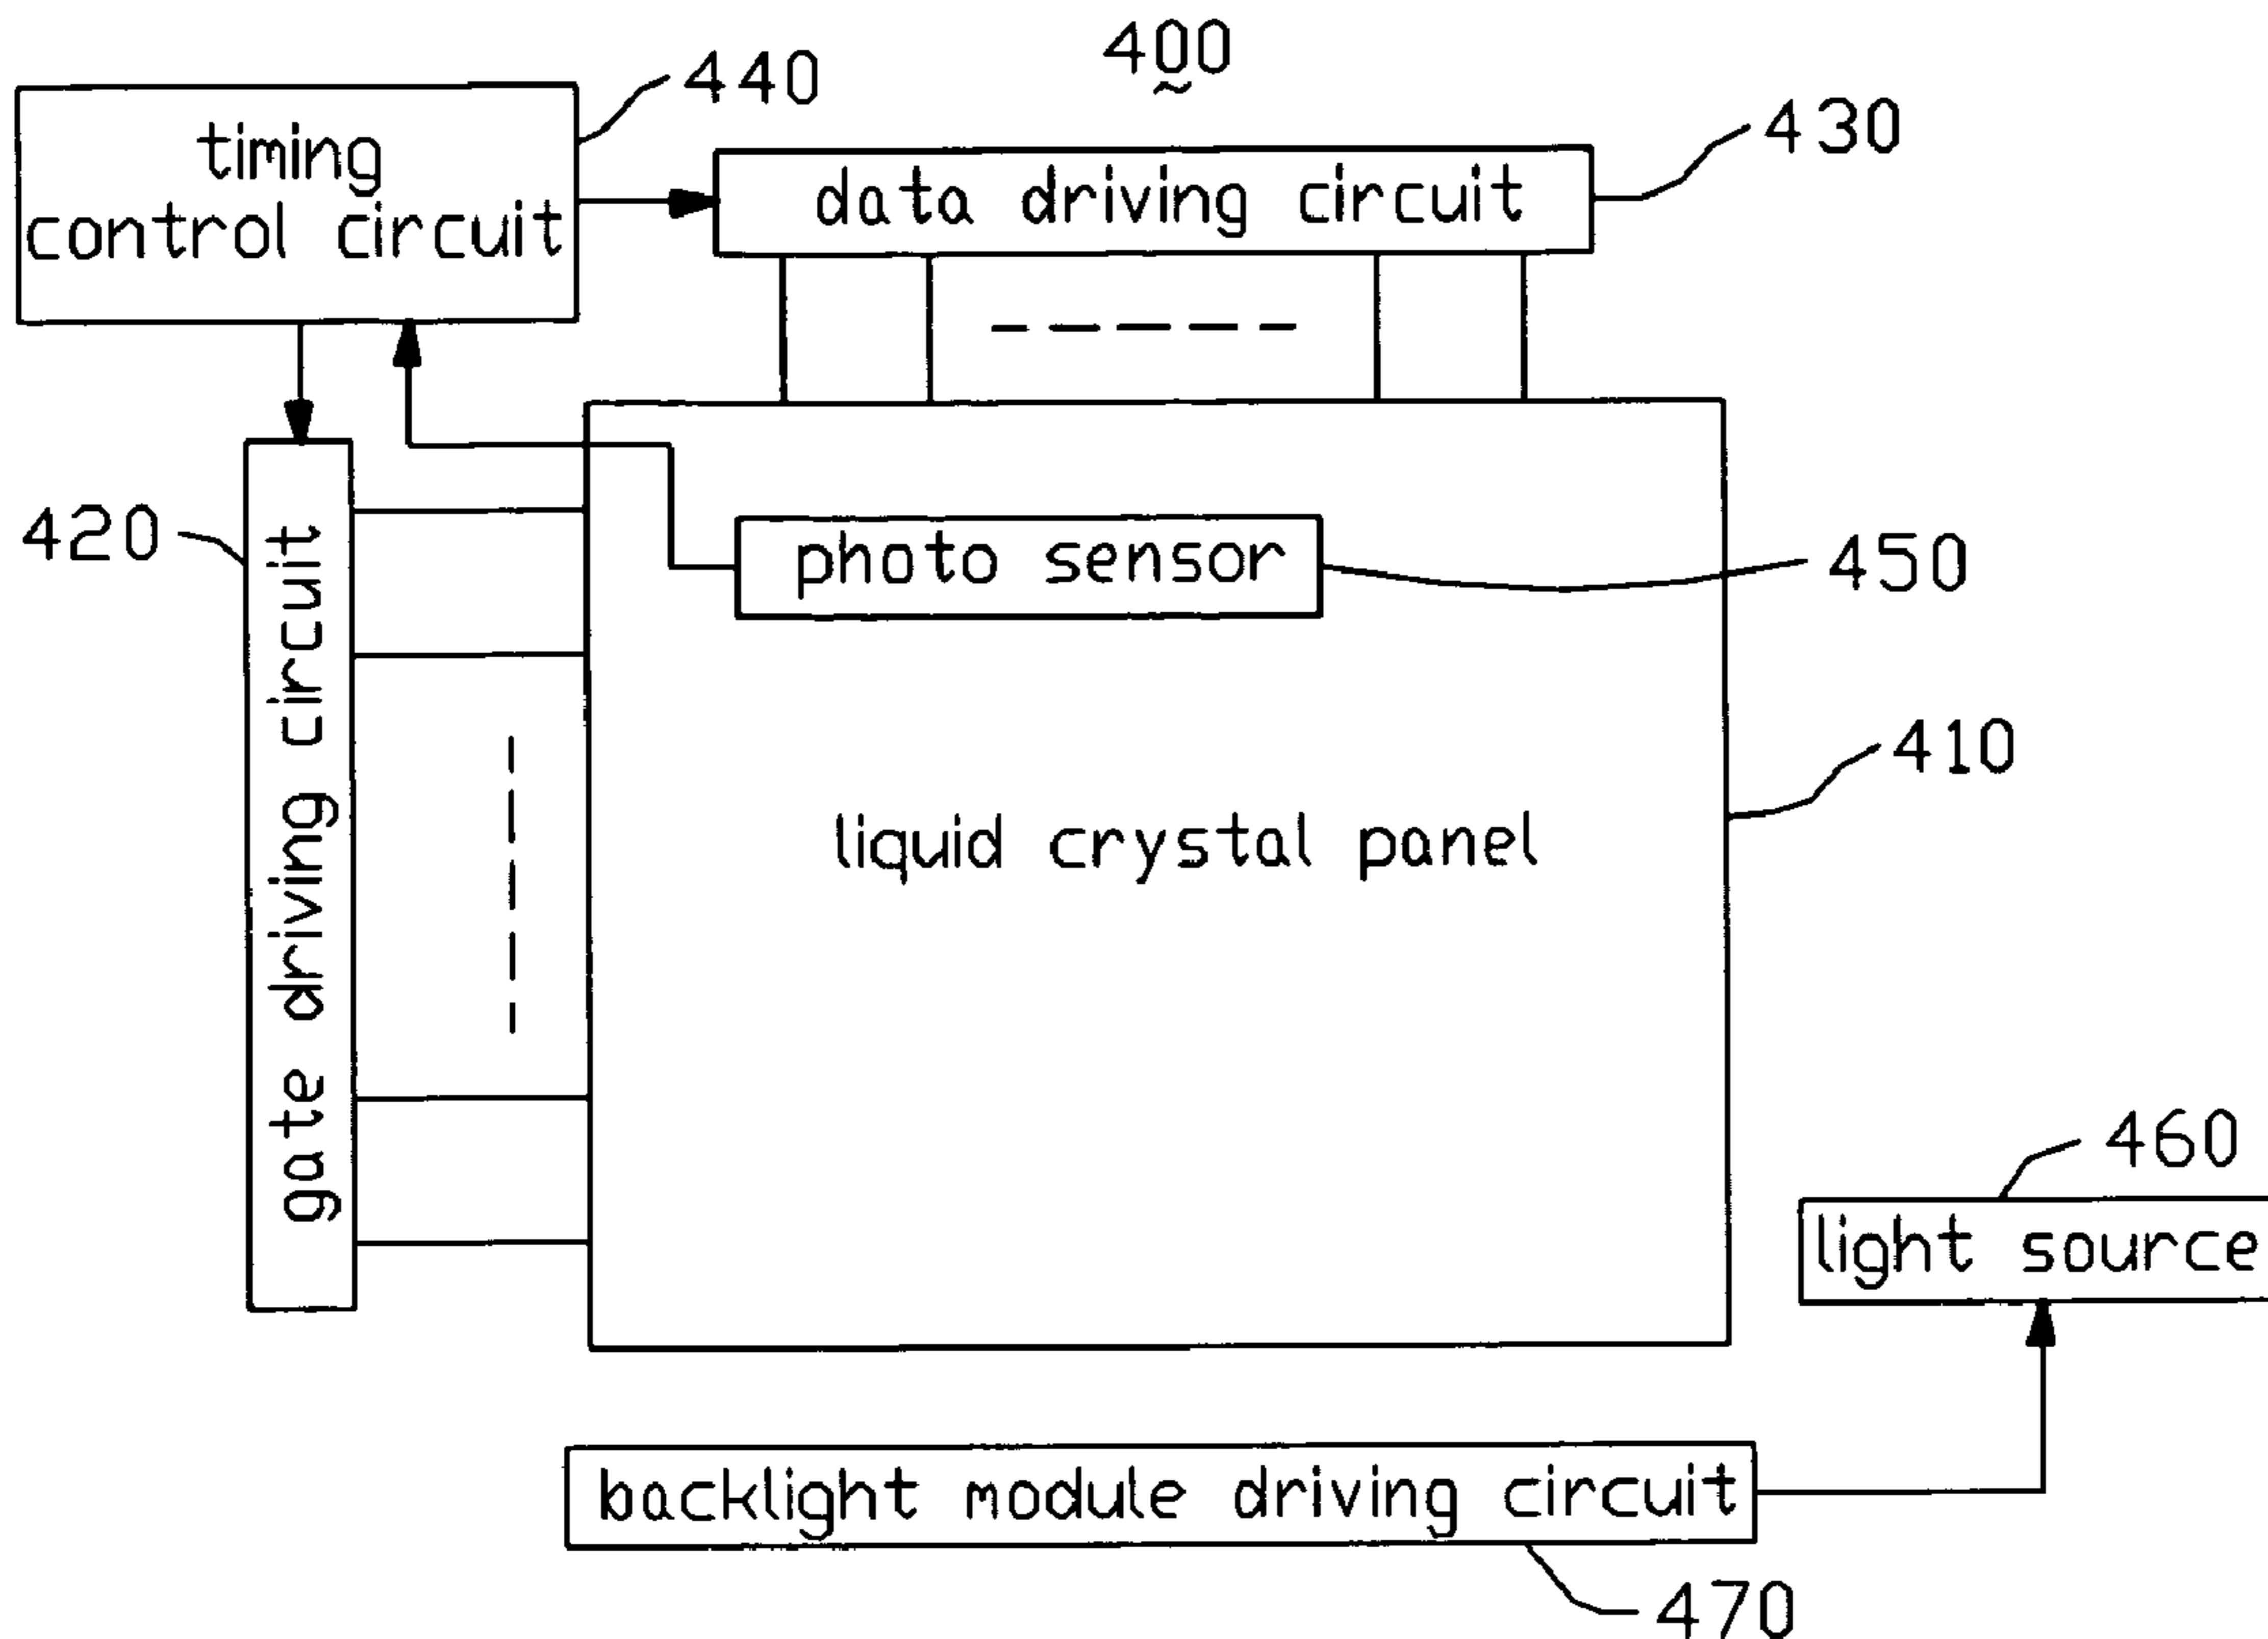 400
440
430
timing
control circuit
data driving circuit
420
gate driving circuit
photo sensor
450
410
liquid crystal panel
460
light source
backlight module driving circuit
470